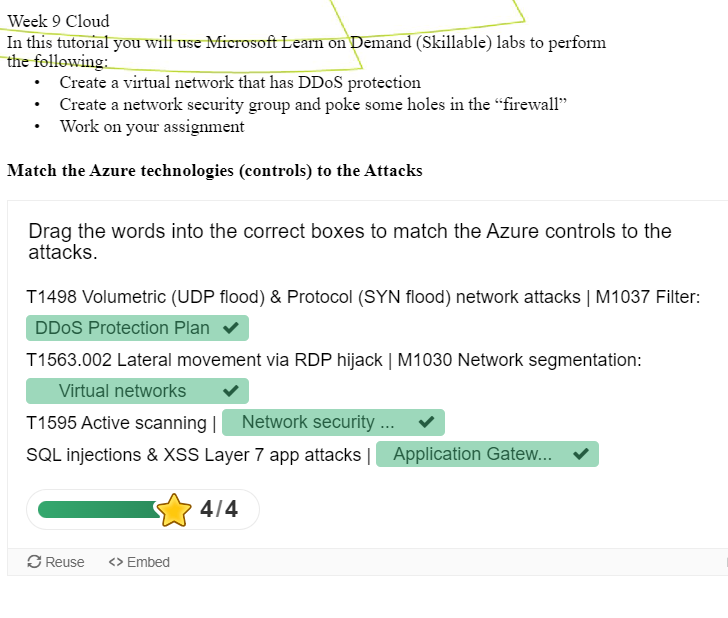 Week 9 Cloud
In this tutorial you will use Microsoft Learn on Demand (Skillable) labs to perform
the following:
• Create a virtual network that has DDoS protection
• Create a network security group and poke some holes in the “firewall”
• Work on your assignment
Match the Azure technologies (controls) to the Attacks
Drag the words into the correct boxes to match the Azure controls to the
attacks.
T1498 Volumetric (UDP flood) & Protocol (SYN flood) network attacks | M1037 Filter:
DDoS Protection Plan ✔
T1563.002 Lateral movement via RDP hijack | M1030 Network segmentation:
Virtual networks ✔
T1595 Active scanning | Network security ... ✔
SQL injections & XSS Layer 7 app attacks | Application Gatew... ✔
4/4
Reuse <> Embed